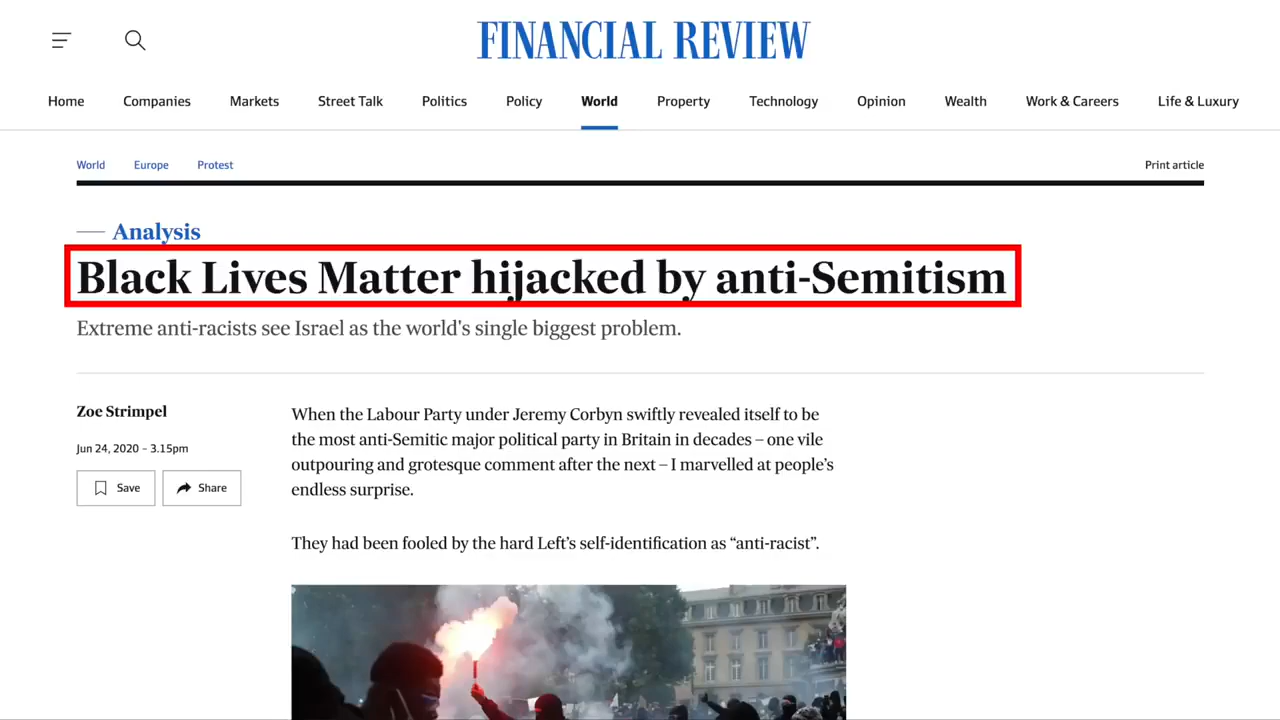 FINANCIAL REVIEW
Home Companies Markets Street Talk Politics Policy World Property Technology Opinion Wealth Work & Careers Life & Luxury
World Europe Protest Print article
Analysis
Black Lives Matter hijacked by anti-Semitism
Extreme anti-racists see Israel as the world's single biggest problem.
Zoe Strimpel
Jun 24, 2020 – 3.15pm
Save Share
When the Labour Party under Jeremy Corbyn swiftly revealed itself to be
the most anti-Semitic major political party in Britain in decades – one vile
outpouring and grotesque comment after the next – I marvelled at people's
endless surprise.
They had been fooled by the hard Left's self-identification as “anti-racist”.